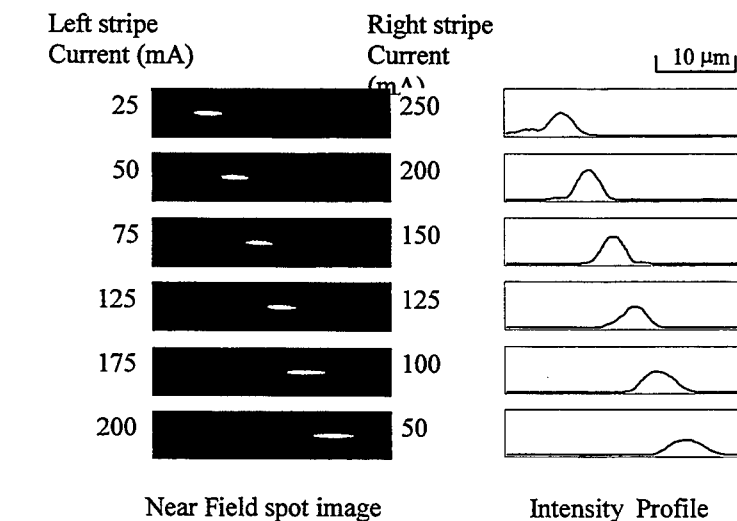 Left stripe
Current (mA)
Right stripe
Current
(mA)
10 μm
25 250
50 200
75 150
125 125
175 100
200 50
Near Field spot image
Intensity Profile